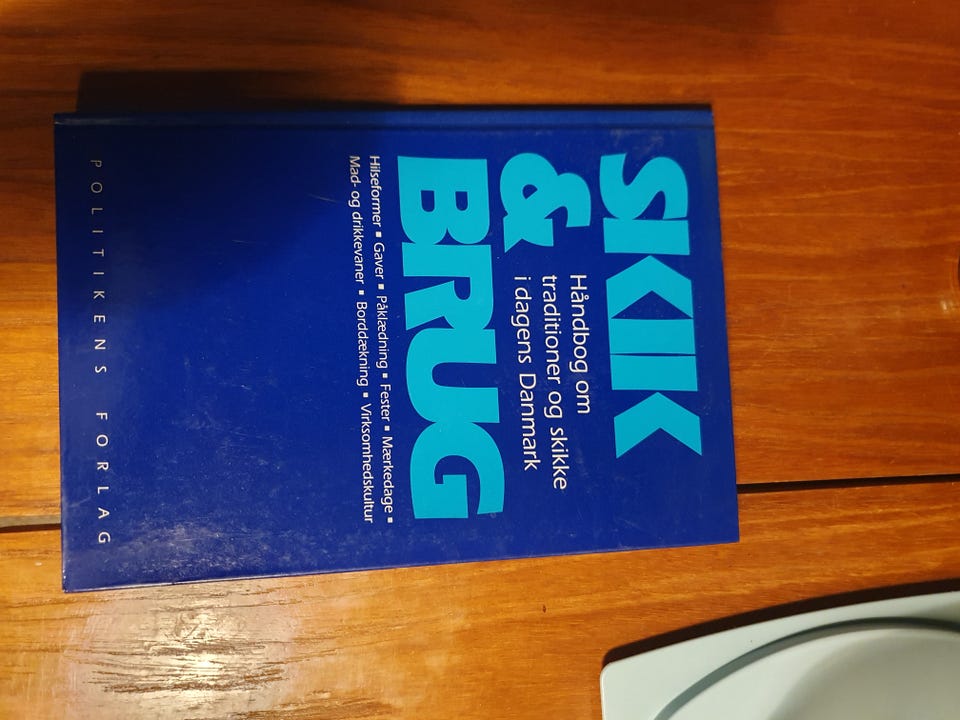 SKIK
& Håndbog om
traditioner og skikke
i dagens Danmark
BRUG
Hilseformer ▪ Gaver ▪ Påklædning ▪ Fester ▪ Mærkedage ▪
Mad- og drikkevaner ▪ Borddækning ▪ Virksomhedskultur
POLITIKENS FORLAG